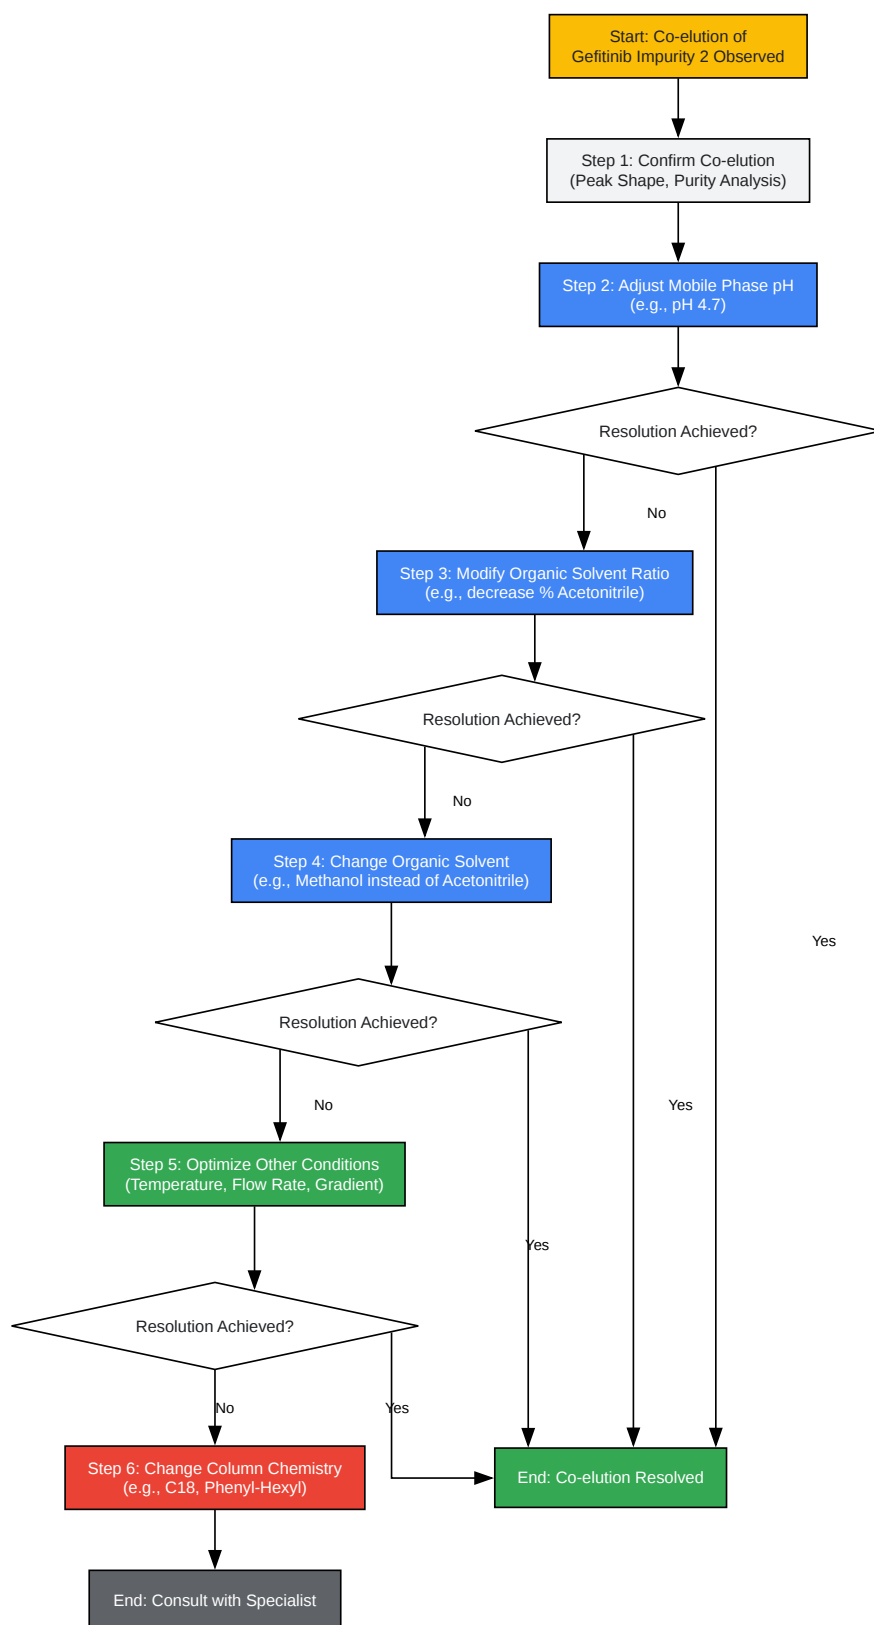 Start: Co-elution of
Gefitinib Impurity 2 Observed
Step 1: Confirm Co-elution
(Peak Shape, Purity Analysis)
Step 2: Adjust Mobile Phase pH
(e.g., pH 4.7)
Resolution Achieved?
No
Step 3: Modify Organic Solvent Ratio
(e.g., decrease % Acetonitrile)
Resolution Achieved?
No
Step 4: Change Organic Solvent
(e.g., Methanol instead of Acetonitrile)
Yes
Resolution Achieved?
No
Yes
Step 5: Optimize Other Conditions
(Temperature, Flow Rate, Gradient)
Yes
Resolution Achieved?
No
Yes
Step 6: Change Column Chemistry
(e.g., C18, Phenyl-Hexyl)
End: Co-elution Resolved
End: Consult with Specialist